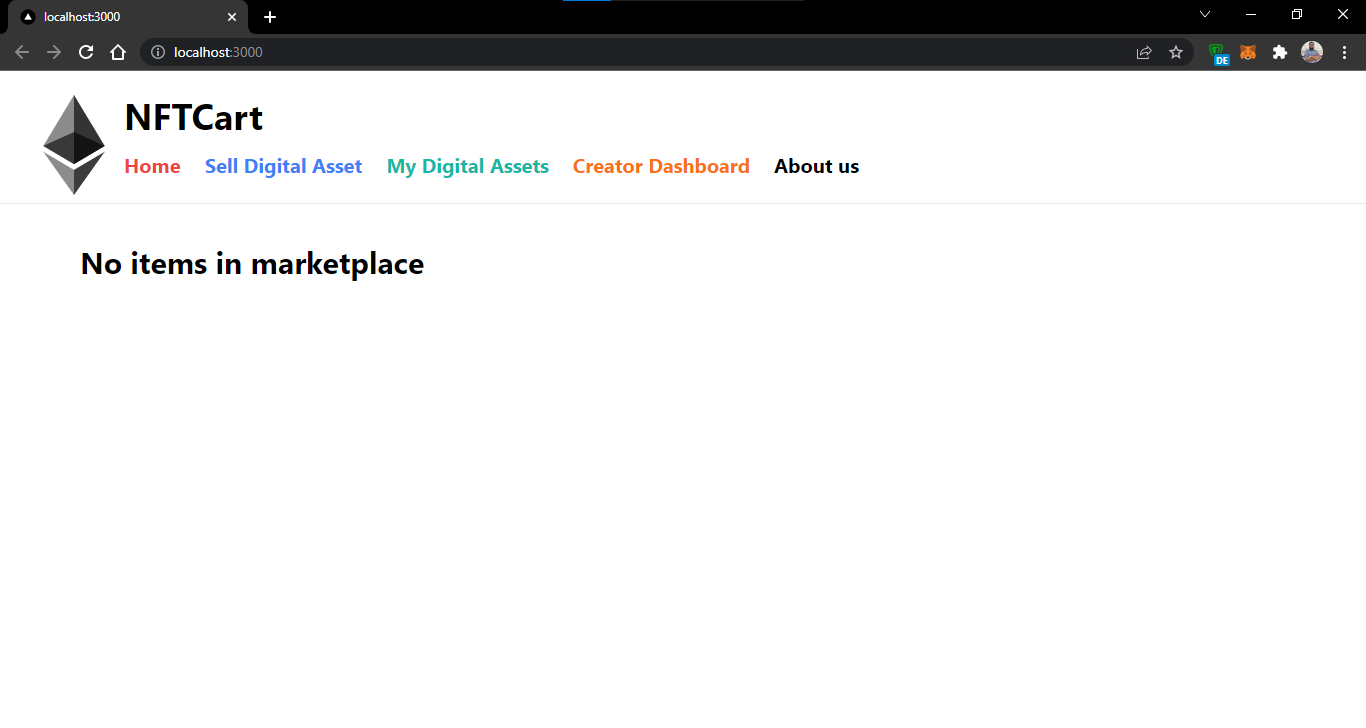 localhost:3000
localhost:3000
DE
NFTCart
Home Sell Digital Asset My Digital Assets Creator Dashboard About us
No items in marketplace